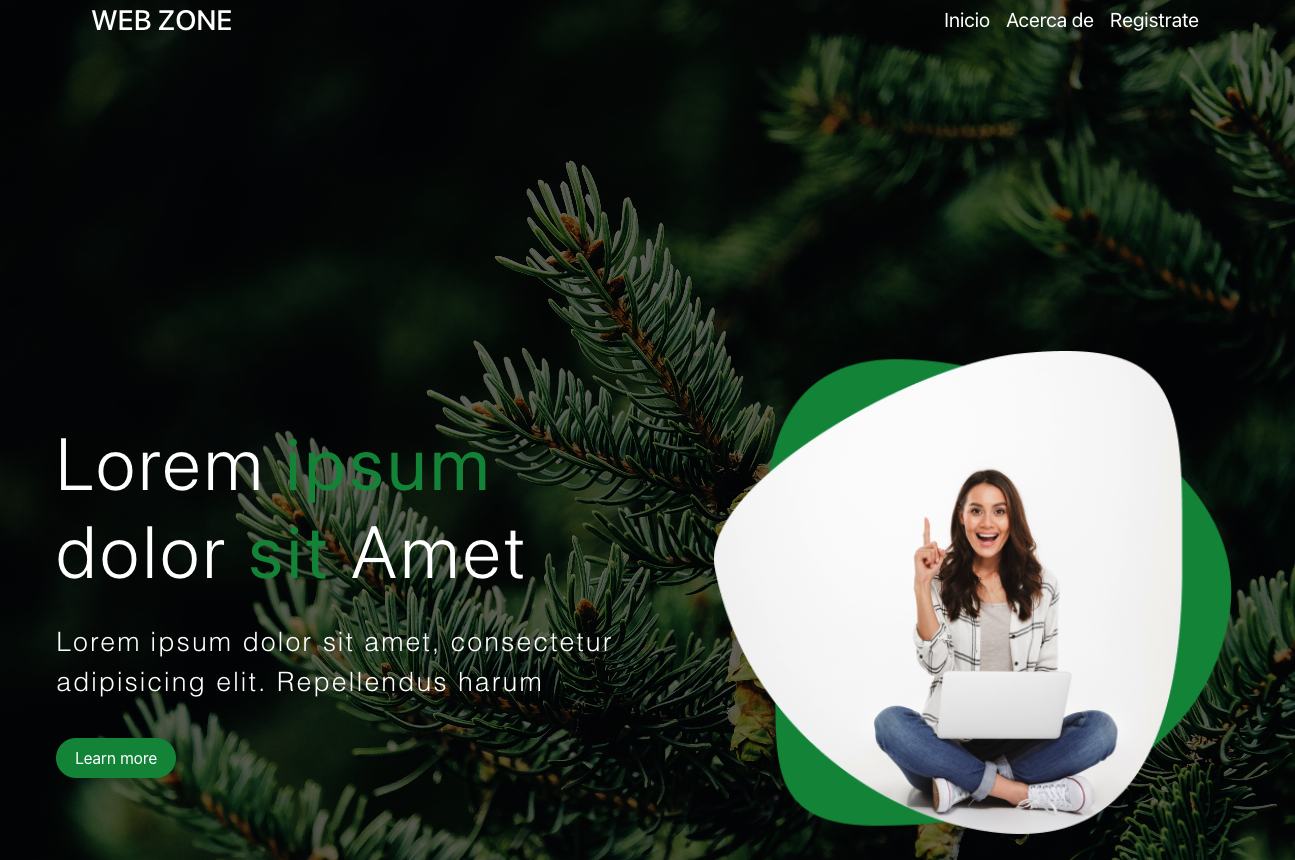 WEB ZONE
Inicio Acerca de Registrate
Lorem ipsum
dolor sit Amet
Lorem ipsum dolor sit amet, consectetur
adipisicing elit. Repellendus harum
Learn more